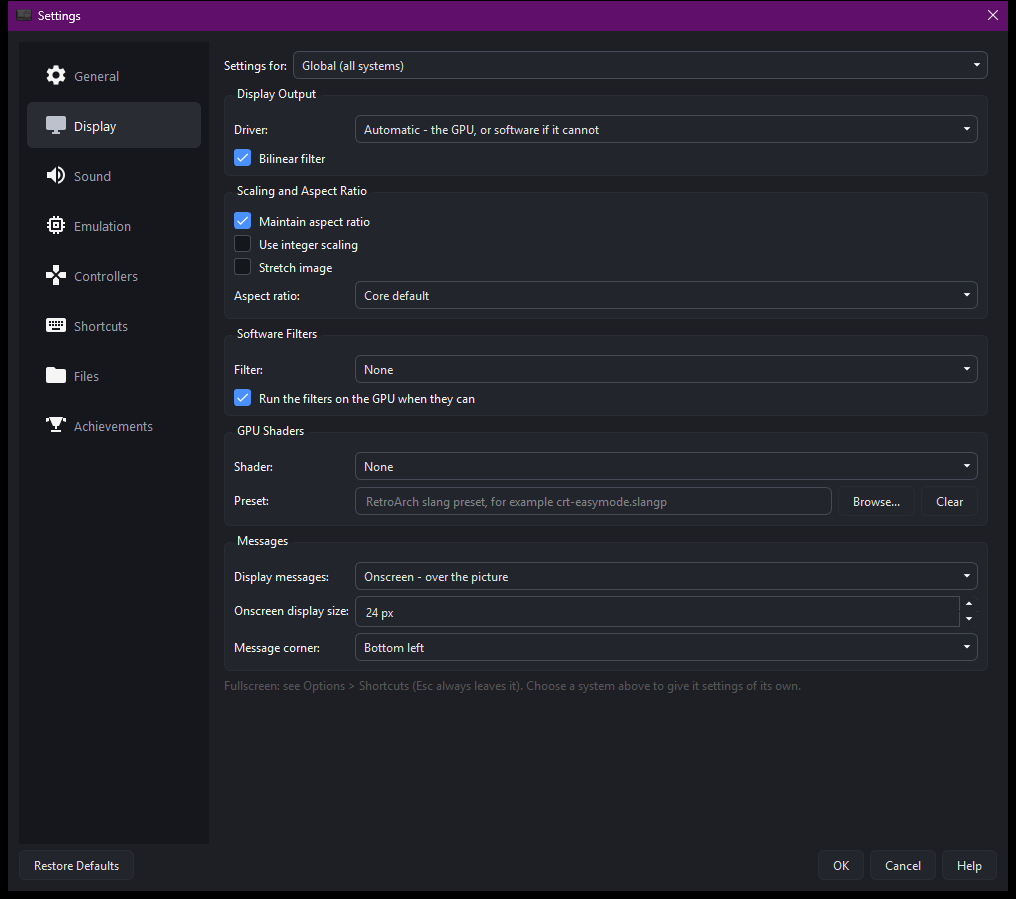 Settings
General
Display
Sound
Emulation
Controllers
Shortcuts
Files
Achievements
Settings for: Global (all systems)
Display Output
Driver: Automatic - the GPU, or software if it cannot
Bilinear filter
Scaling and Aspect Ratio
Maintain aspect ratio
Use integer scaling
Stretch image
Aspect ratio: Core default
Software Filters
Filter: None
Run the filters on the GPU when they can
GPU Shaders
Shader: None
Preset: RetroArch slang preset, for example crt-easymode.slangp Browse... Clear
Messages
Display messages: Onscreen - over the picture
Onscreen display size: 24 px
Message corner: Bottom left
Fullscreen: see Options > Shortcuts (Esc always leaves it). Choose a system above to give it settings of its own.
Restore Defaults OK Cancel Help